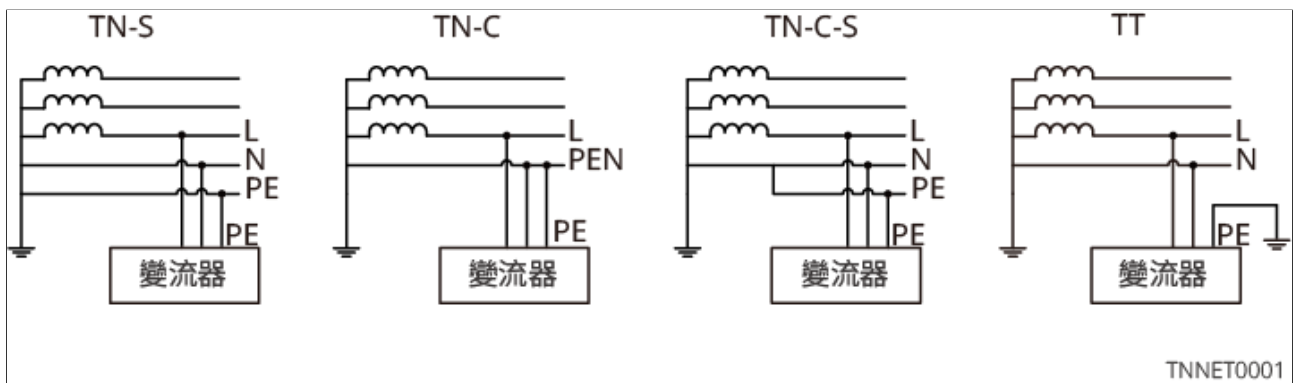 TN-S TN-C TN-C-S TT
L L L L
N PEN N N
PE PE
PE PE PE PE
變流器 變流器 變流器 變流器
TNNET0001